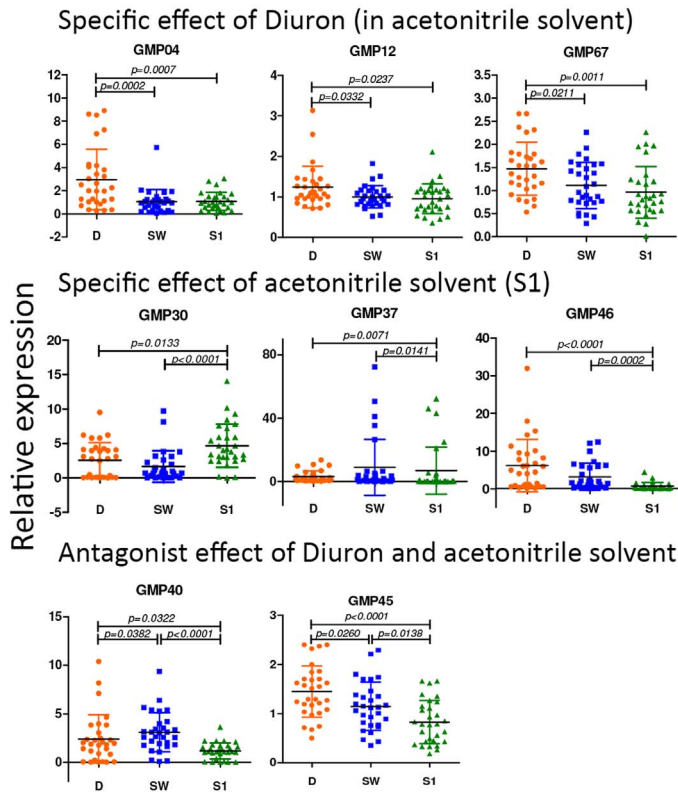 Specific effect of Diuron (in acetonitrile solvent)
GMP04 GMP12 GMP67
p=0.0007
p=0.0002
12
10
8
6
4
2
0
-2
D SW S1
p=0.0237
p=0.0332
4
3
2
1
0
D SW S1
p=0.0011
p=0.0211
3.5
3.0
2.5
2.0
1.5
1.0
0.5
0.0
D SW S1
Specific effect of acetonitrile solvent (S1)
Relative expression
GMP30 GMP37 GMP46
p=0.0133
p<0.0001
20
15
10
5
0
-5
D SW S1
p=0.0071
p=0.0141
80
40
0
D SW S1
p<0.0001
p=0.0002
40
30
20
10
0
D SW S1
Antagonist effect of Diuron and acetonitrile solvent
GMP40 GMP45
p=0.0322
p=0.0382 p<0.0001
15
10
5
0
D SW S1
p<0.0001
p=0.0260 p=0.0138
3
2
1
0
D SW S1